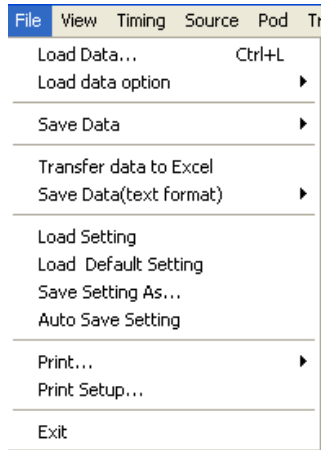 File View Timing Source Pod Tr
Load Data... Ctrl+L
Load data option
Save Data
Transfer data to Excel
Save Data(text format)
Load Setting
Load Default Setting
Save Setting As...
Auto Save Setting
Print...
Print Setup...
Exit